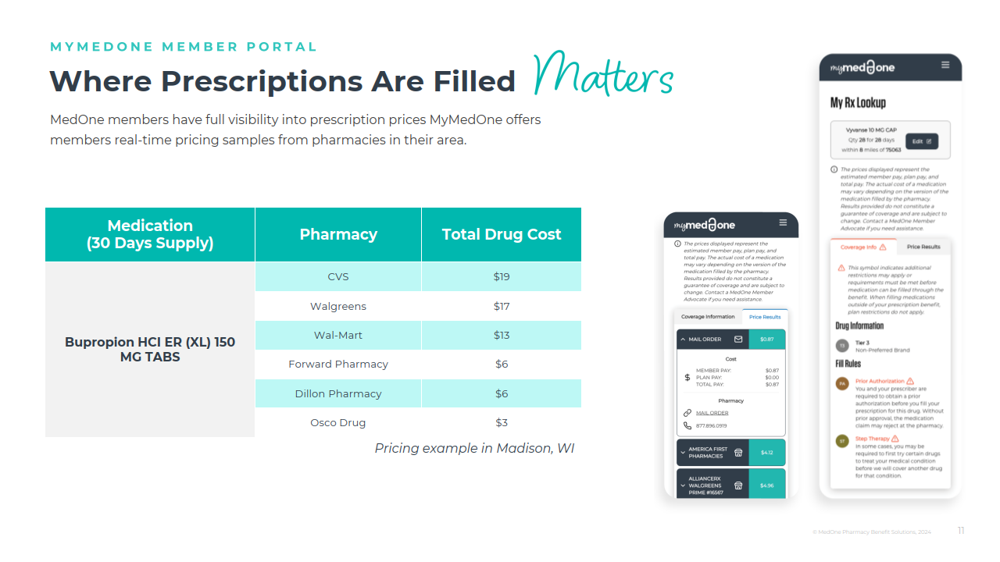 MYMEDONE MEMBER PORTAL
Where Prescriptions Are Filled Matters
MedOne members have full visibility into prescription prices MyMedOne offers
members real-time pricing samples from pharmacies in their area.
Medication
(30 Days Supply)
Pharmacy
Total Drug Cost
Bupropion HCI ER (XL) 150
MG TABS
CVS
$19
Walgreens
$17
Wal-Mart
$13
Forward Pharmacy
$6
Dillon Pharmacy
$6
Osco Drug
$3
Pricing example in Madison, WI
mymedone
The prices displayed represent the
estimated member pay, plan pay, and
total pay. The actual cost of a medication
may vary depending on the version of the
medication filled by the pharmacy.
Results provided do not constitute a
guarantee of coverage and are subject to
change. Contact a MedOne Member
Advocate if you need assistance.
Coverage Information
Price Results
MAIL ORDER
$0.87
Cost
MEMBER PAY: $0.87
PLAN PAY: $0.00
TOTAL PAY: $0.87
Pharmacy
MAIL ORDER
877.896.0919
AMERICA FIRST
PHARMACIES
$4.12
ALLIANCERX
WALGREENS
PRIME #16567
$4.96
mymedone
My Rx Lookup
Vyvanse 10 MG CAP
Qty 28 for 28 days
within 8 miles of 75063
Edit
The prices displayed represent the
estimated member pay, plan pay, and
total pay. The actual cost of a medication
may vary depending on the version of the
medication filled by the pharmacy.
Results provided do not constitute a
guarantee of coverage and are subject to
change. Contact a MedOne Member
Advocate if you need assistance.
Coverage Info
Price Results
This symbol indicates additional
restrictions may apply or
requirements must be met before
medication can be filled through the
benefit. When filling medications
outside of your prescription benefit,
plan restrictions do not apply.
Drug Information
T3
Tier 3
Non-Preferred Brand
Fill Rules
PA
Prior Authorization
You and your prescriber are
required to obtain a prior
authorization before you fill your
prescription for this drug. Without
prior approval, the medication
claim may reject at the pharmacy.
ST
Step Therapy
In some cases, you may be
required to first try certain drugs
to treat your medical condition
before we will cover another drug
for that condition.
© MedOne Pharmacy Benefit Solutions, 2024
11